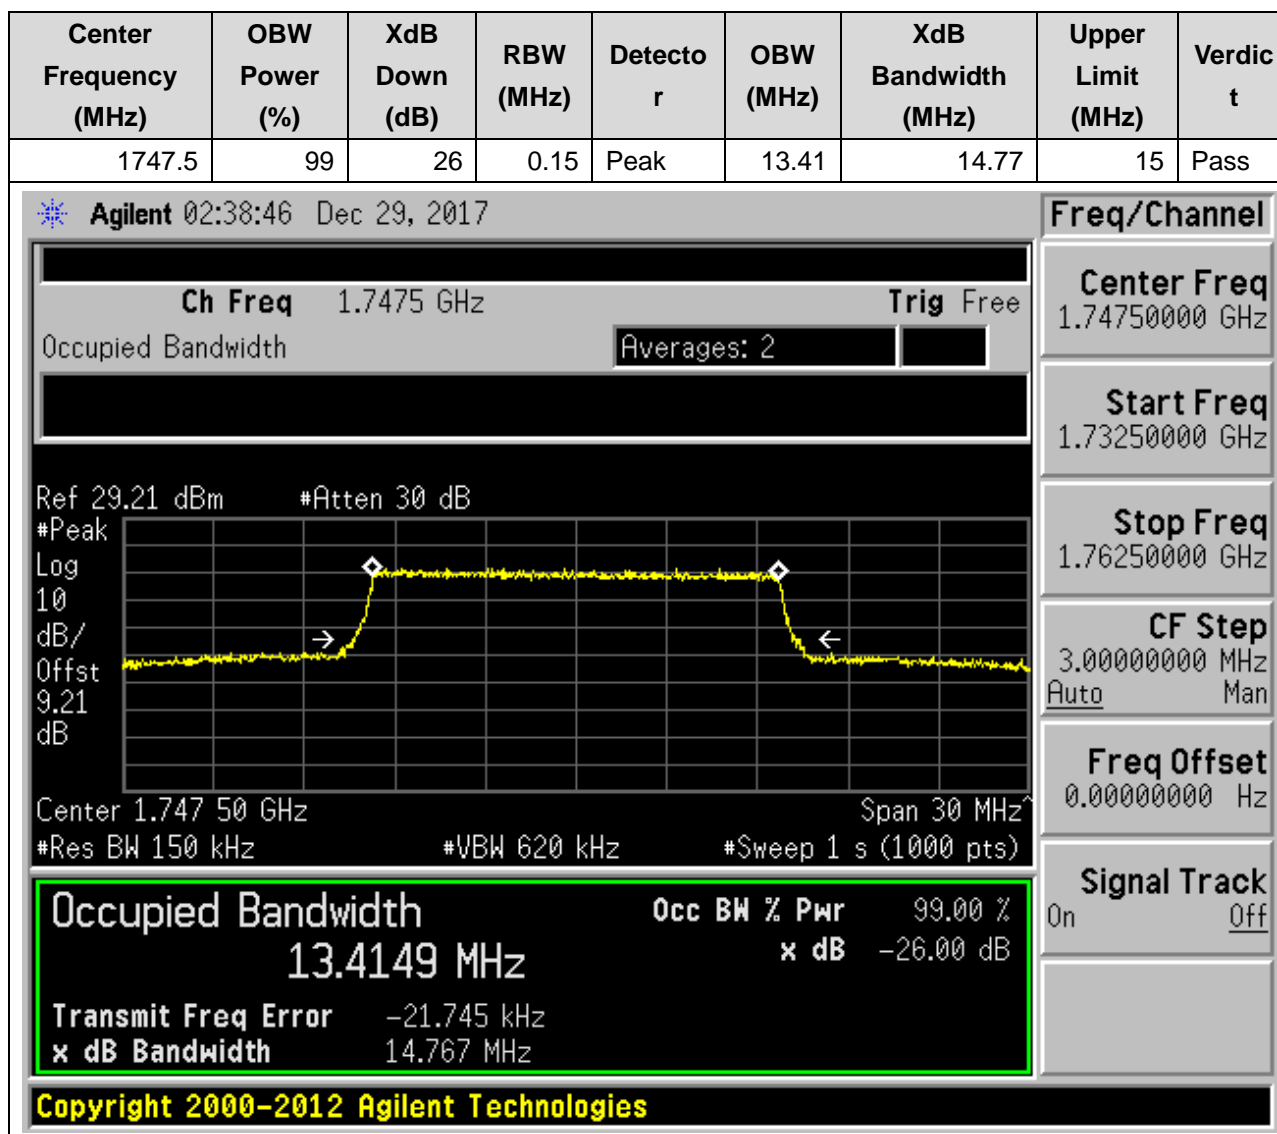 Center Frequency (MHz) OBW Power (%) XdB Down (dB) RBW (MHz) Detecto r OBW (MHz) XdB Bandwidth (MHz) Upper Limit (MHz) Verdic t
1747.5 99 26 0.15 Peak 13.41 14.77 15 Pass
Agilent 02:38:46 Dec 29, 2017
Freq/Channel
Ch Freq 1.7475 GHz Trig Free
Occupied Bandwidth Averages: 2
Ref 29.21 dBm #Atten 30 dB
#Peak
Log
10
dB/
Offst
9.21
dB
Center 1.747 50 GHz Span 30 MHz^
#Res BW 150 kHz #VBW 620 kHz #Sweep 1 s (1000 pts)
Occupied Bandwidth Occ BW % Pwr 99.00 %
13.4149 MHz x dB -26.00 dB
Transmit Freq Error -21.745 kHz
x dB Bandwidth 14.767 MHz
Center Freq
1.74750000 GHz
Start Freq
1.73250000 GHz
Stop Freq
1.76250000 GHz
CF Step
3.00000000 MHz
Auto Man
Freq Offset
0.00000000 Hz
Signal Track
On Off
Copyright 2000-2012 Agilent Technologies